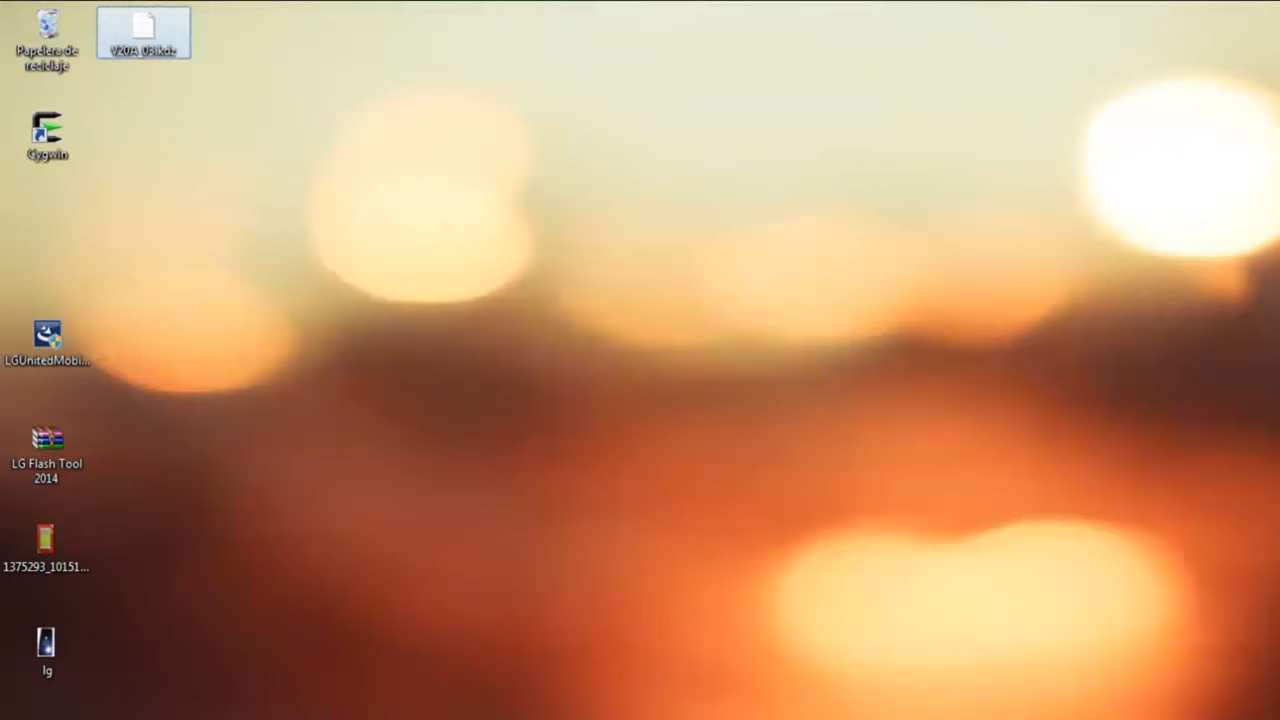 Papelera de
reciclaje
V20A_03.kdz
Cygwin
LGUnitedMobi...
LG Flash Tool
2014
1375293_10151...
lg